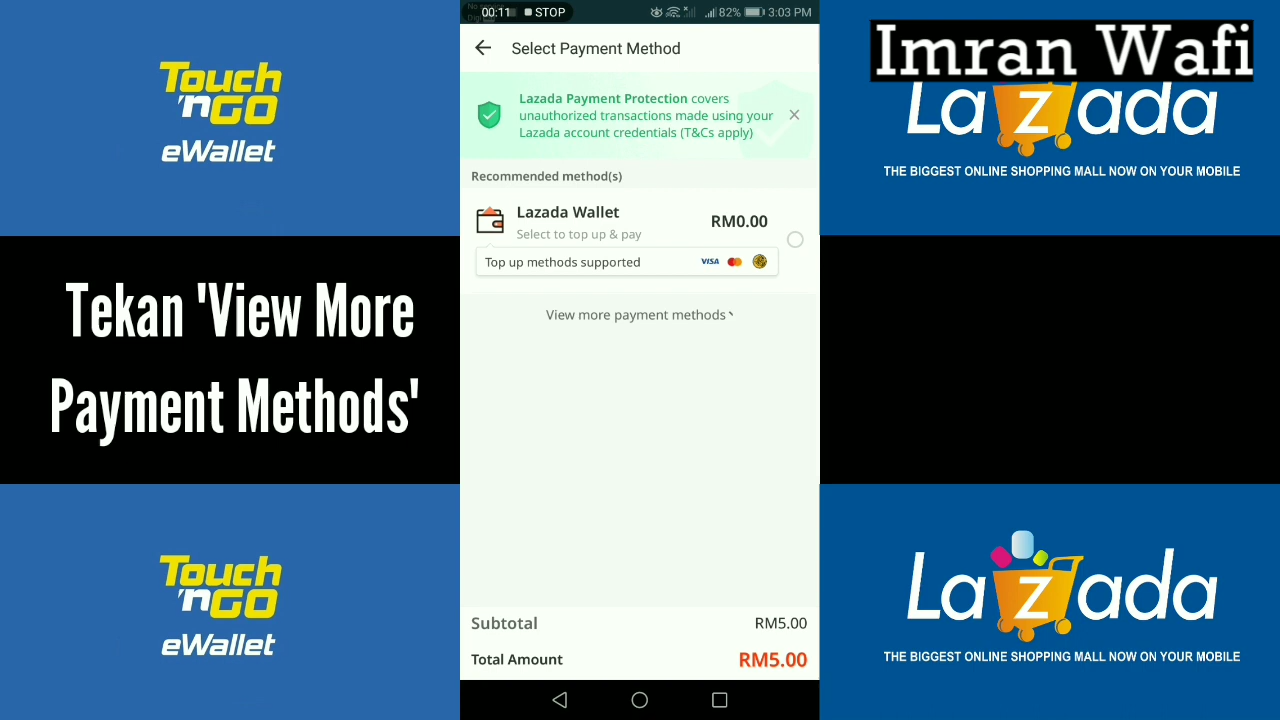 Touch
'nGO
eWallet
Tekan 'View More
Payment Methods'
Touch
'nGO
eWallet
00:11
STOP
82%
3:03 PM
Select Payment Method
Lazada Payment Protection covers
unauthorized transactions made using your
Lazada account credentials (T&Cs apply)
Recommended method(s)
Lazada Wallet
RM0.00
Select to top up & pay
Top up methods supported
VISA
View more payment methods
Subtotal
RM5.00
Total Amount
RM5.00
Imran Wafi
Lazada
THE BIGGEST ONLINE SHOPPING MALL NOW ON YOUR MOBILE
Lazada
THE BIGGEST ONLINE SHOPPING MALL NOW ON YOUR MOBILE